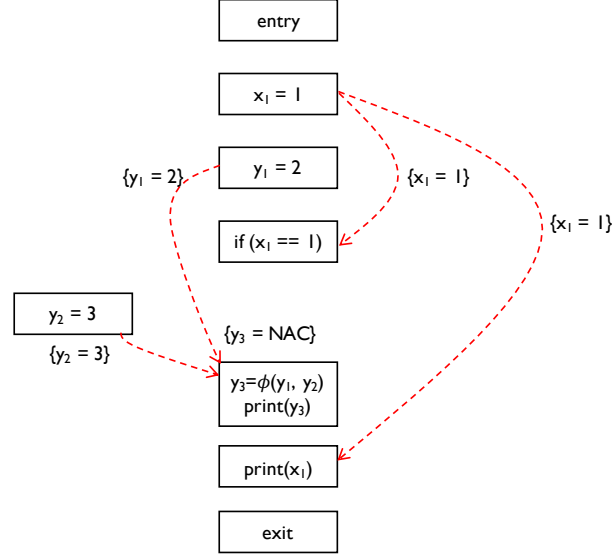 entry
x₁ = 1
y₁ = 2
{y₁ = 2}
{x₁ = 1}
{x₁ = 1}
if (x₁ == 1)
y₂ = 3
{y₂ = 3}
{y₃ = NAC}
y₃=ϕ(y₁, y₂)
print(y₃)
print(x₁)
exit